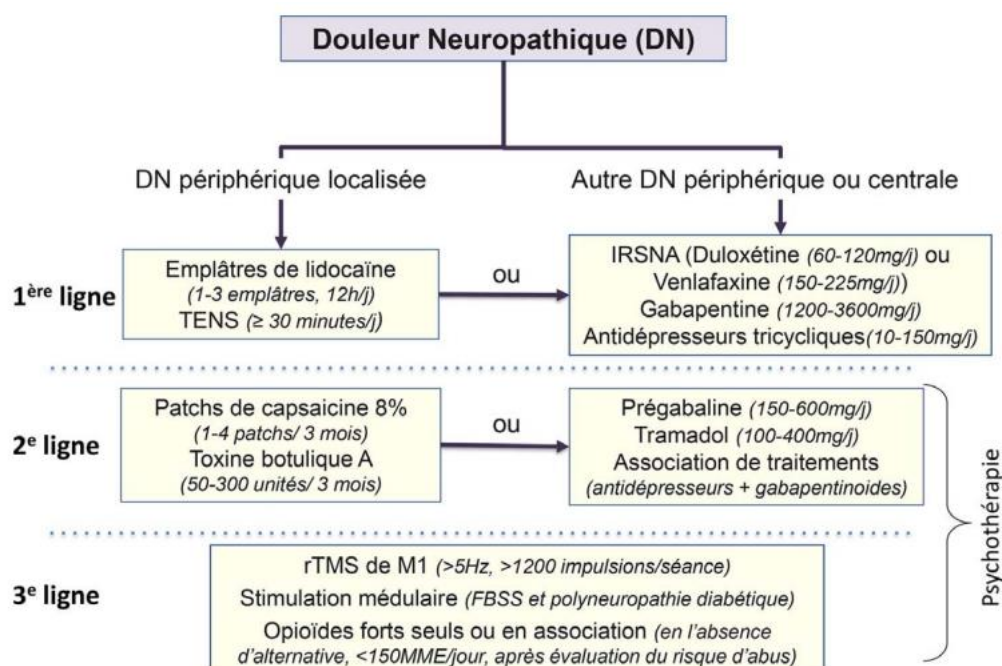 Douleur Neuropathique (DN)
DN périphérique localisée
Autre DN périphérique ou centrale
1ère ligne
Emplâtres de lidocaïne
(1-3 emplâtres, 12h/j)
TENS (≥ 30 minutes/j)
ou
IRSNA (Duloxétine (60-120mg/j) ou
Venlafaxine (150-225mg/j))
Gabapentine (1200-3600mg/j)
Antidépresseurs tricycliques(10-150mg/j)
2e ligne
Patchs de capsaicine 8%
(1-4 patchs/ 3 mois)
Toxine botulique A
(50-300 unités/ 3 mois)
ou
Prégabaline (150-600mg/j)
Tramadol (100-400mg/j)
Association de traitements
(antidépresseurs + gabapentinoides)
3e ligne
rTMS de M1 (>5Hz, >1200 impulsions/séance)
Stimulation médulaire (FBSS et polyneuropathie diabétique)
Opioïdes forts seuls ou en association (en l'absence
d'alternative, <150MME/jour, après évaluation du risque d'abus)
Psychothérapie